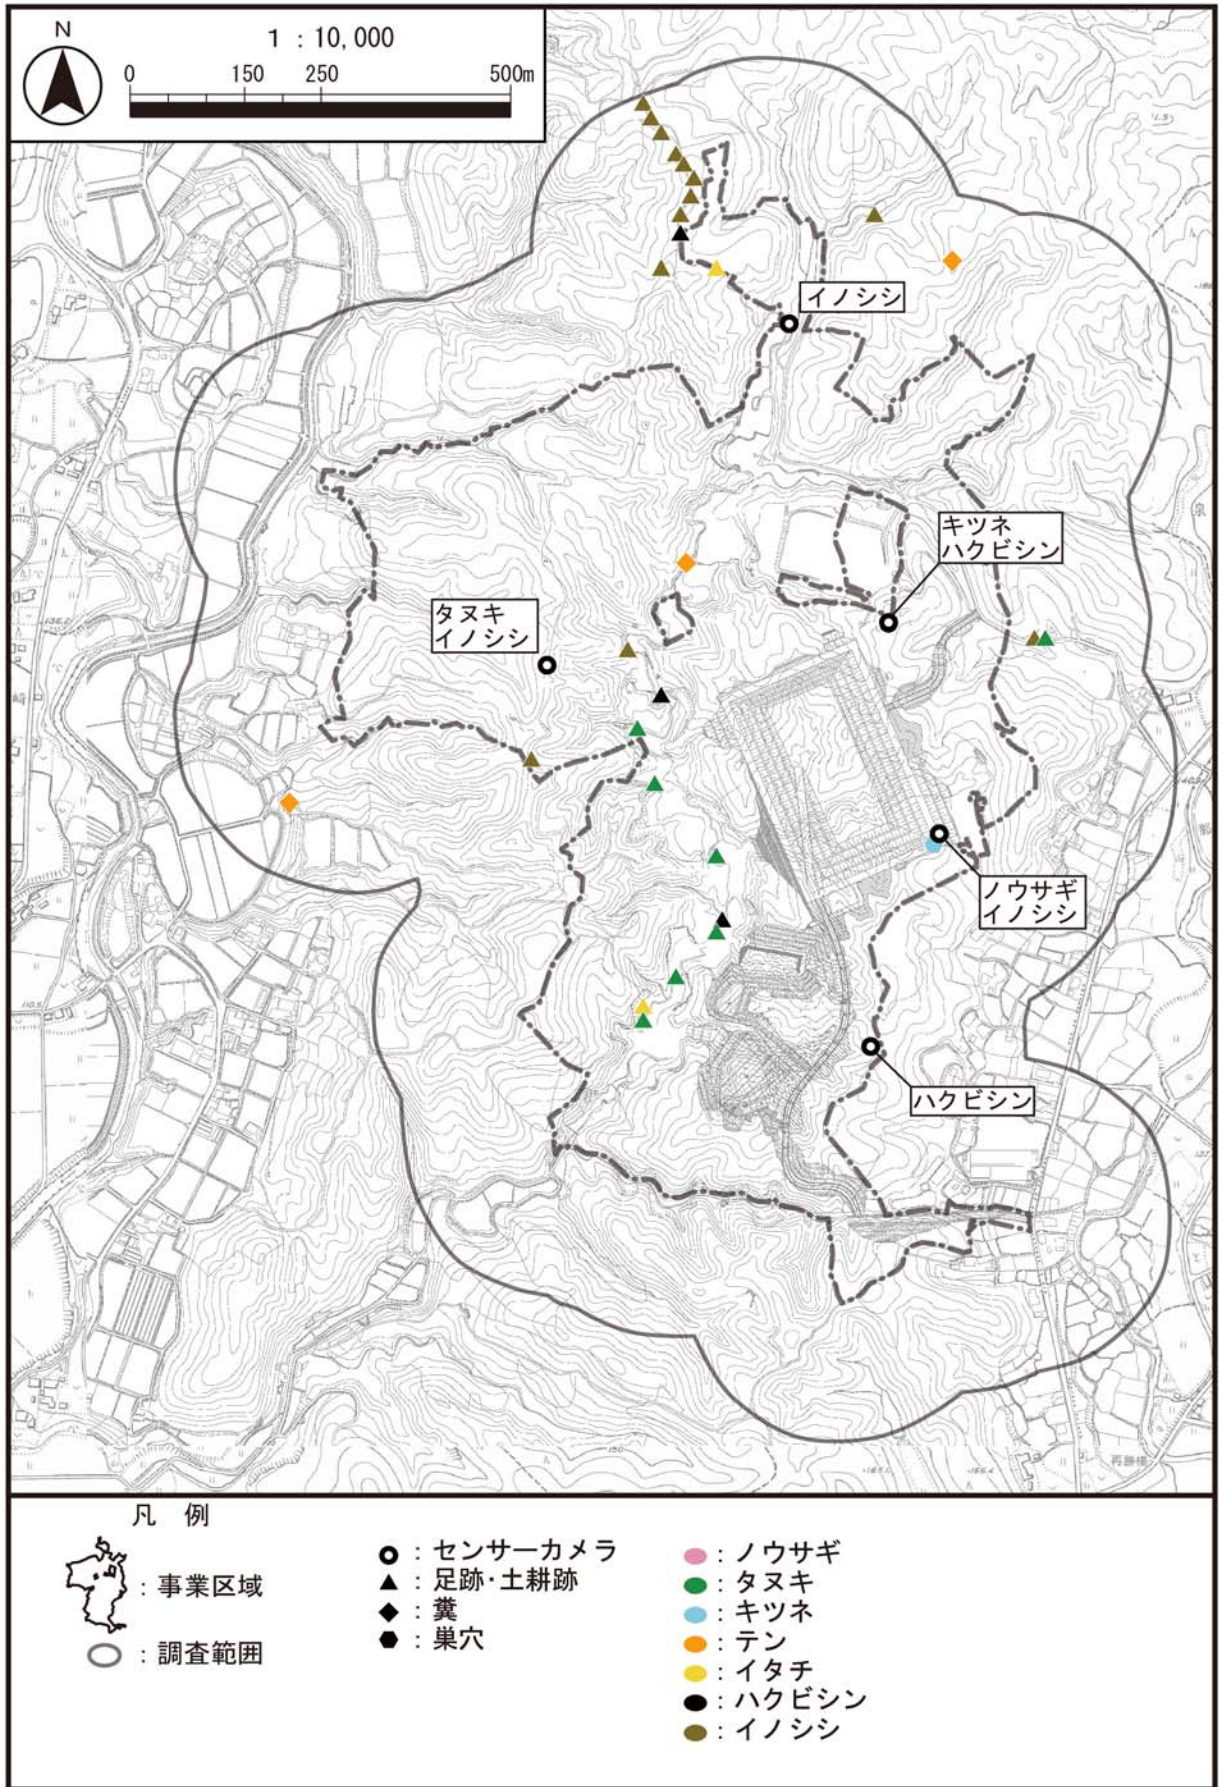 N
1 : 10,000
0 150 250 500m
イノシシ
キツネ
ハクビシン
タヌキ
イノシシ
ノウサギ
イノシシ
ハクビシン
150
凡 例
: 事業区域
: 調査範囲
: センサーカメラ
: 足跡・土耕跡
: 糞
: 巣穴
: ノウサギ
: タヌキ
: キツネ
: テン
: イタチ
: ハクビシン
: イノシシ